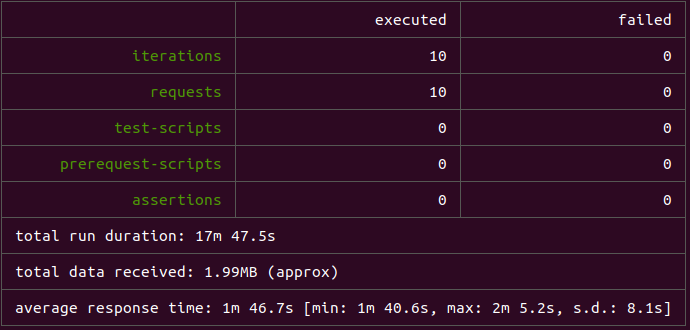 executed failed
iterations 10 0
requests 10 0
test-scripts 0 0
prerequest-scripts 0 0
assertions 0 0
total run duration: 17m 47.5s
total data received: 1.99MB (approx)
average response time: 1m 46.7s [min: 1m 40.6s, max: 2m 5.2s, s.d.: 8.1s]